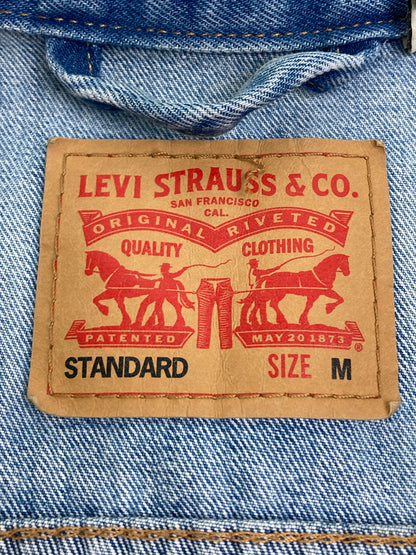 LEVI STRAUSS & CO.
SAN FRANCISCO
CAL.
ORIGINAL RIVETED
QUALITY CLOTHING
PATENTED MAY 20 1873 ®
STANDARD SIZE M